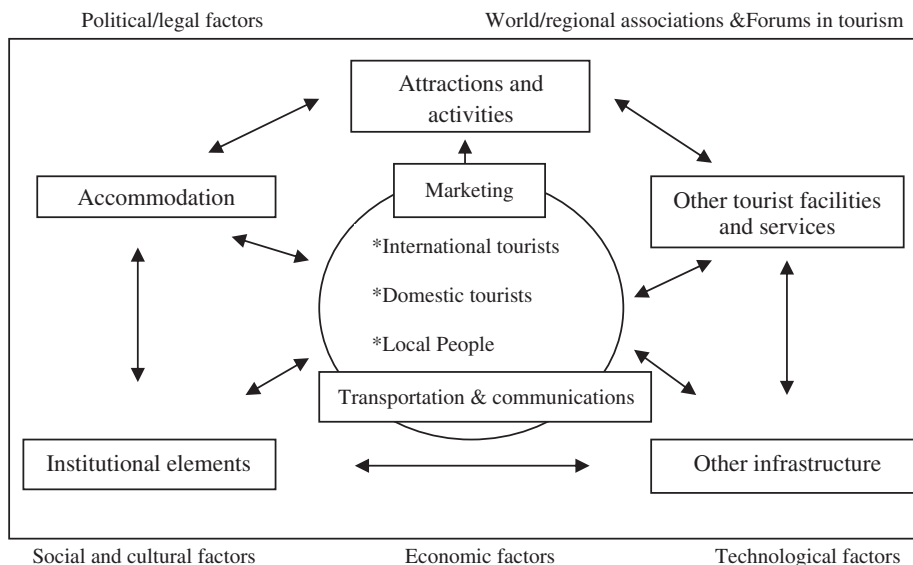 Political/legal factors
World/regional associations &Forums in tourism
Attractions and
activities
Accommodation
Marketing
Other tourist facilities
and services
*International tourists
*Domestic tourists
*Local People
Transportation & communications
Institutional elements
Other infrastructure
Social and cultural factors
Economic factors
Technological factors